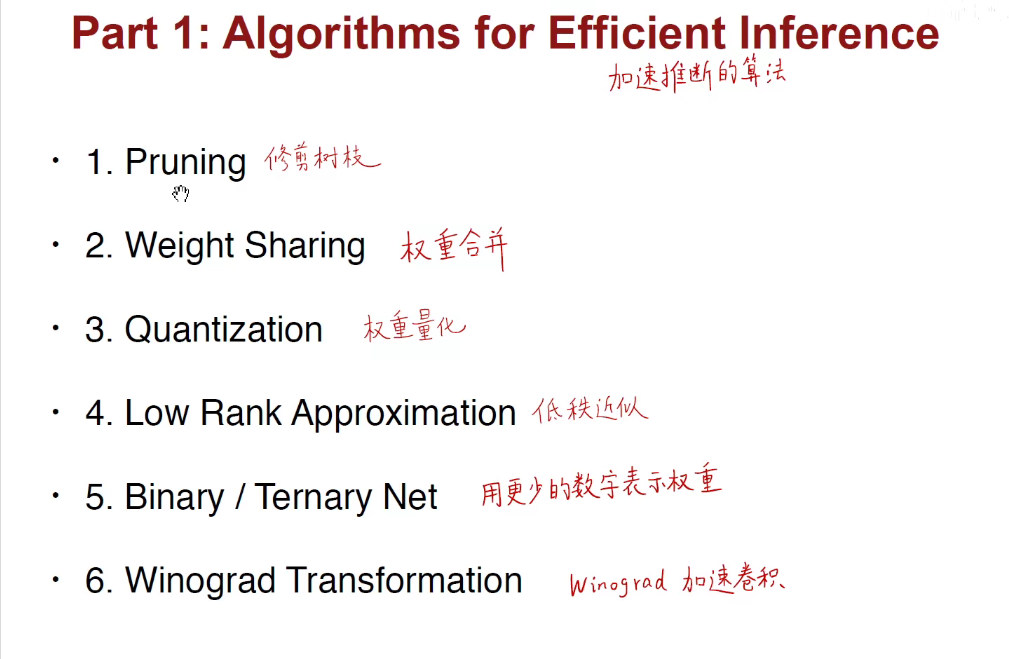 Part 1: Algorithms for Efficient Inference
加速推断的算法
• 1. Pruning 修剪树枝
• 2. Weight Sharing 权重合并
• 3. Quantization 权重量化
• 4. Low Rank Approximation 低秩近似
• 5. Binary / Ternary Net 用更少的数字表示权重
• 6. Winograd Transformation Winograd 加速卷积